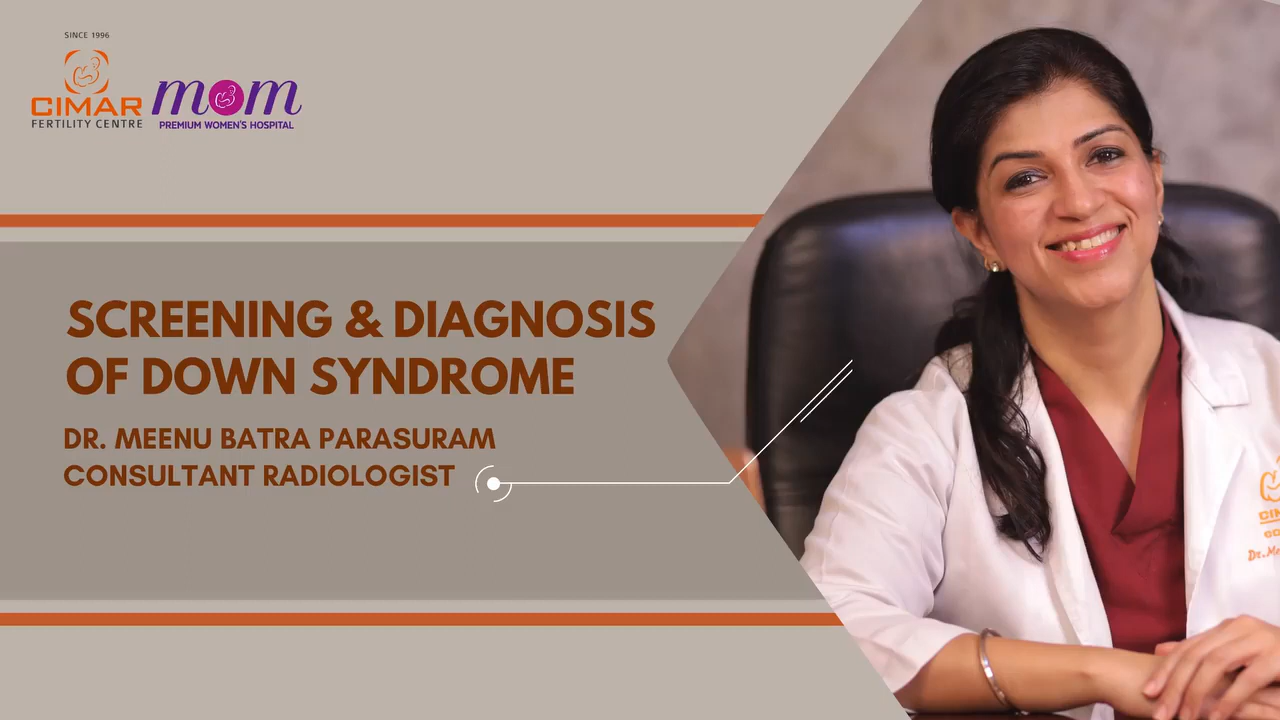 SINCE 1996
CIMAR
FERTILITY CENTRE
mom
PREMIUM WOMEN'S HOSPITAL
SCREENING & DIAGNOSIS
OF DOWN SYNDROME
DR. MEENU BATRA PARASURAM
CONSULTANT RADIOLOGIST